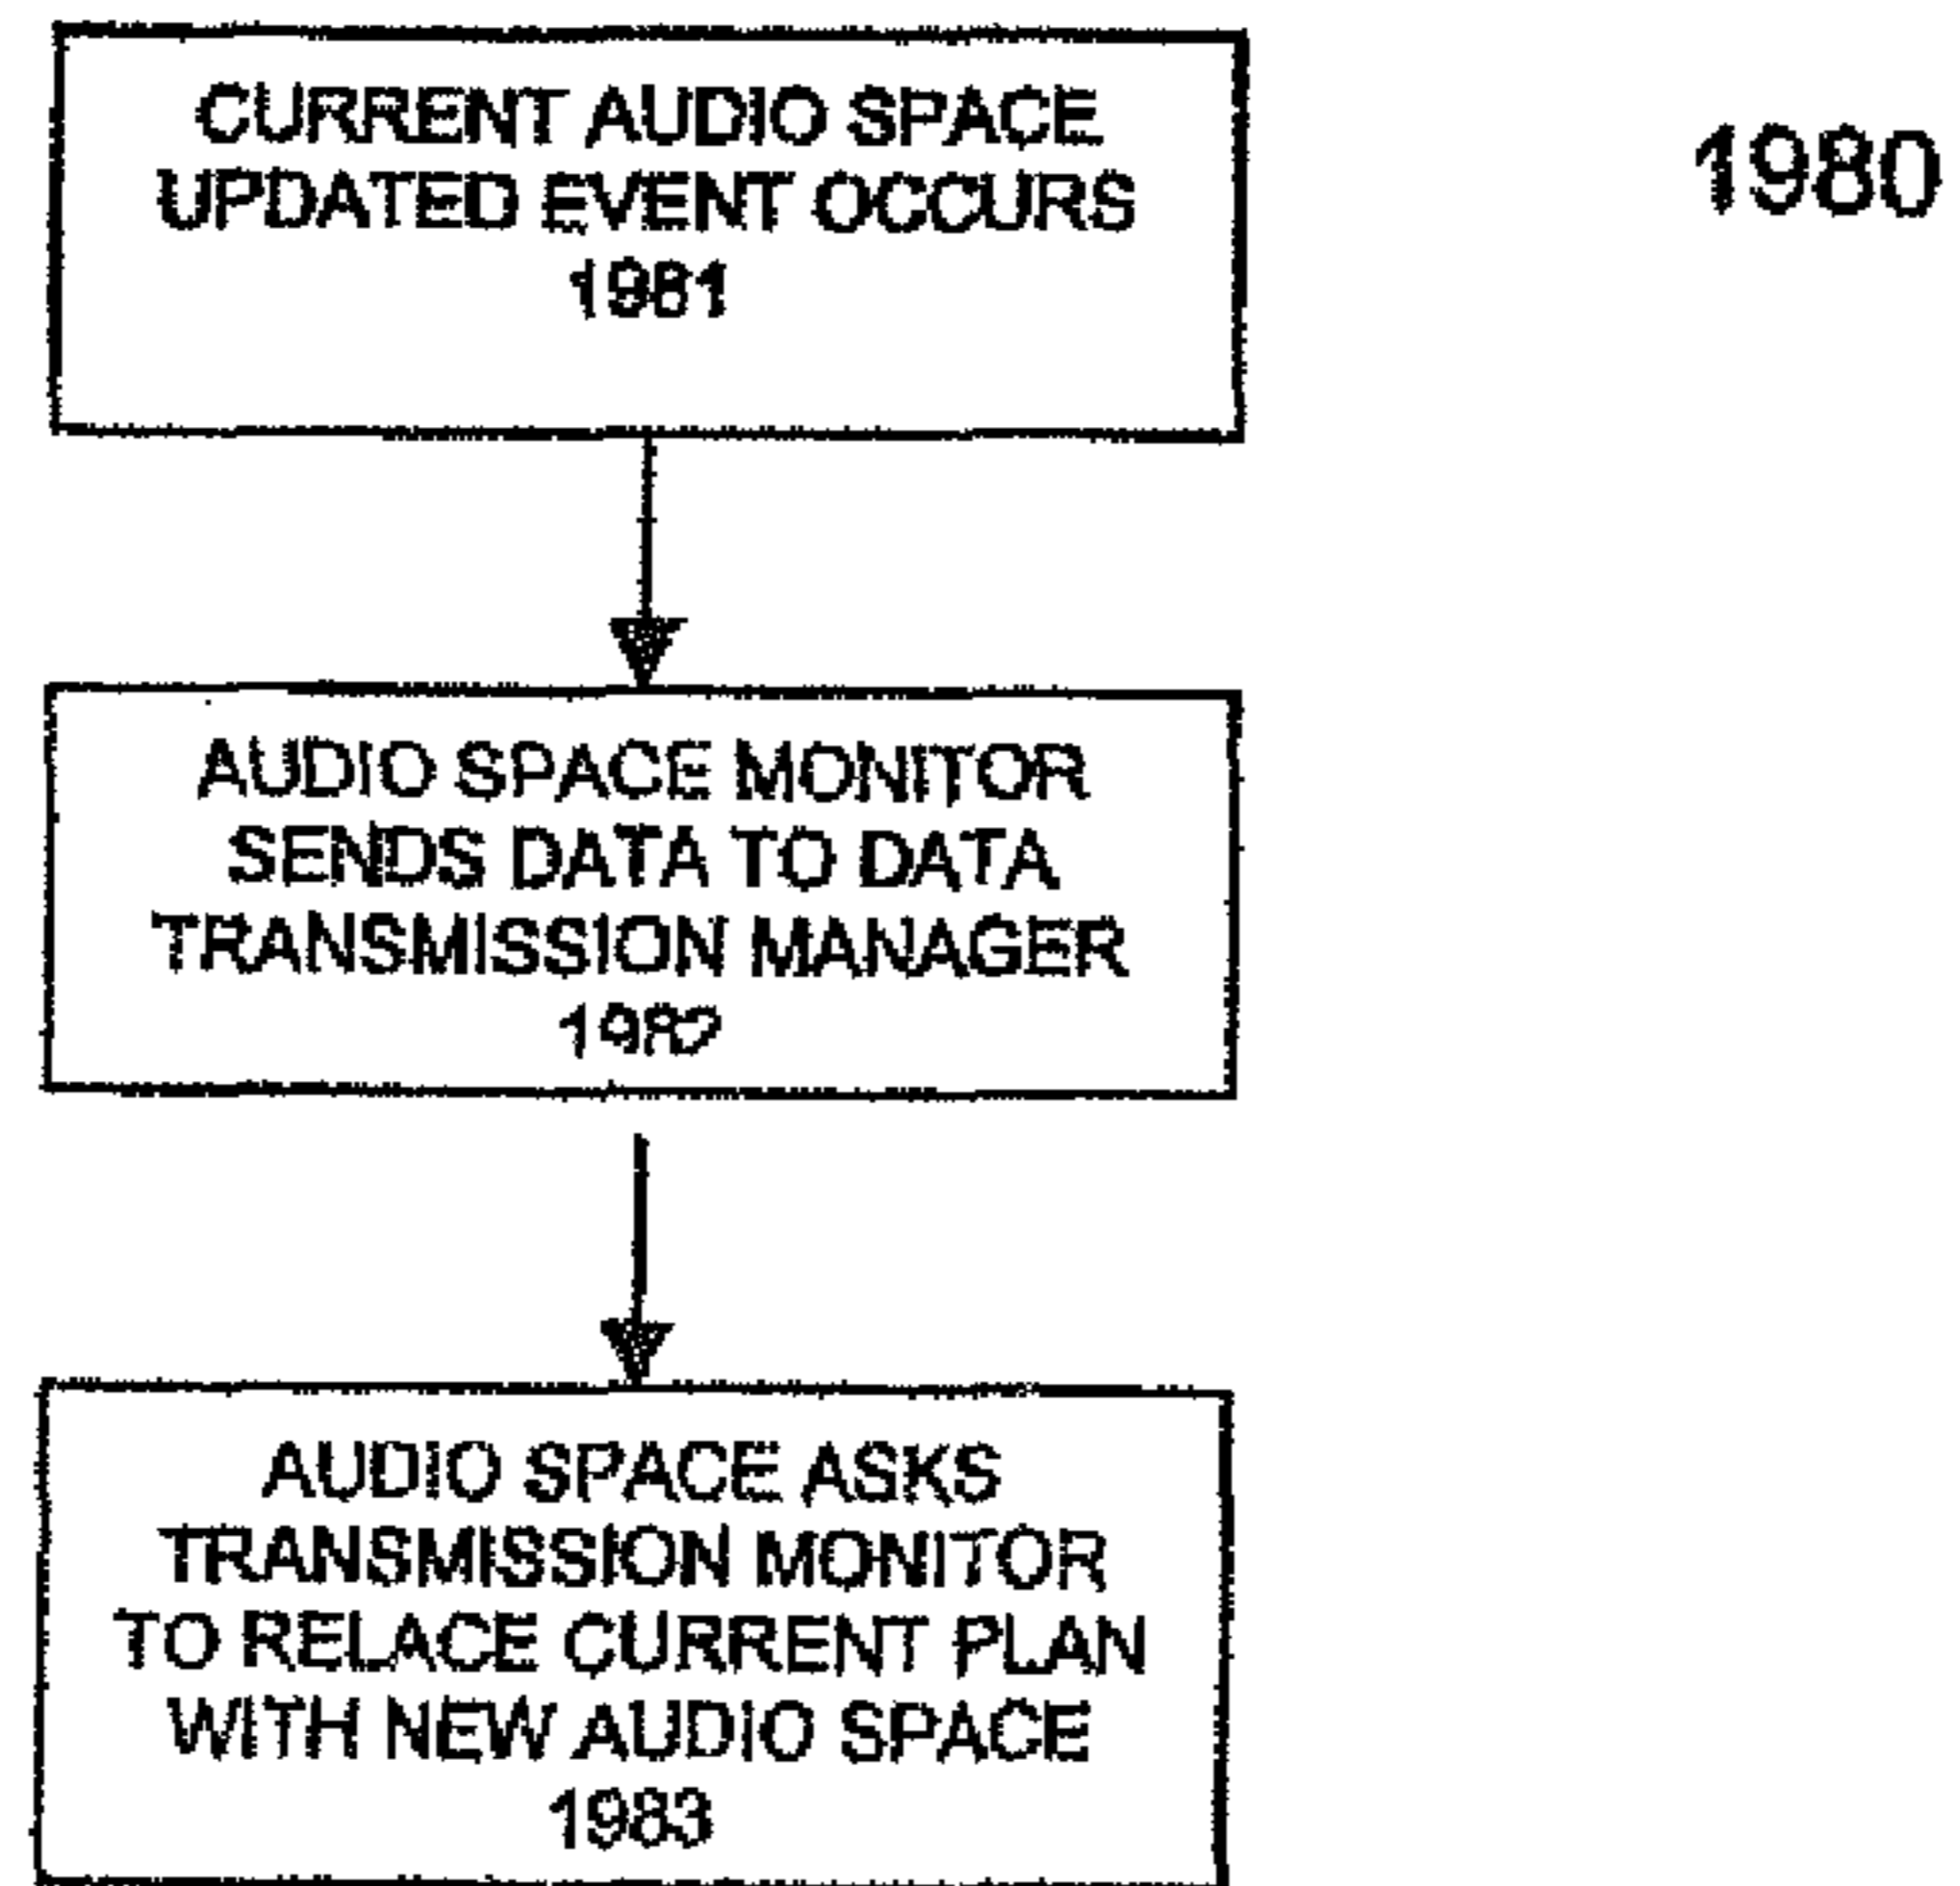 CURRENT AUDIO SPACE
UPDATED EVENT OCCURS
1981
1980
AUDIO SPACE MONITOR
SENDS DATA TO DATA
TRANSMISSION MANAGER
1982
AUDIO SPACE ASKS
TRANSMISSION MONITOR
TO RELACE CURRENT PLAN
WITH NEW AUDIO SPACE
1983